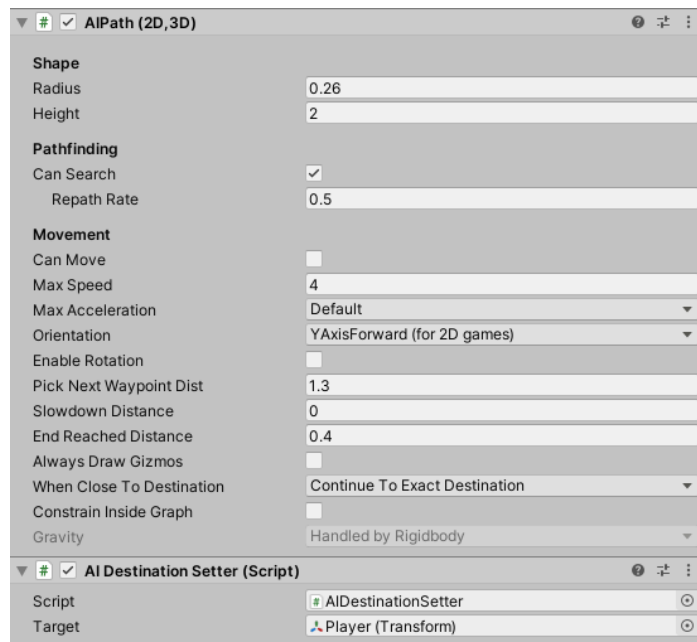 AIPath (2D,3D)
Shape
Radius 0.26
Height 2
Pathfinding
Can Search
Repath Rate 0.5
Movement
Can Move
Max Speed 4
Max Acceleration Default
Orientation YAxisForward (for 2D games)
Enable Rotation
Pick Next Waypoint Dist 1.3
Slowdown Distance 0
End Reached Distance 0.4
Always Draw Gizmos
When Close To Destination Continue To Exact Destination
Constrain Inside Graph
Gravity Handled by Rigidbody
AI Destination Setter (Script)
Script AIDestinationSetter
Target Player (Transform)